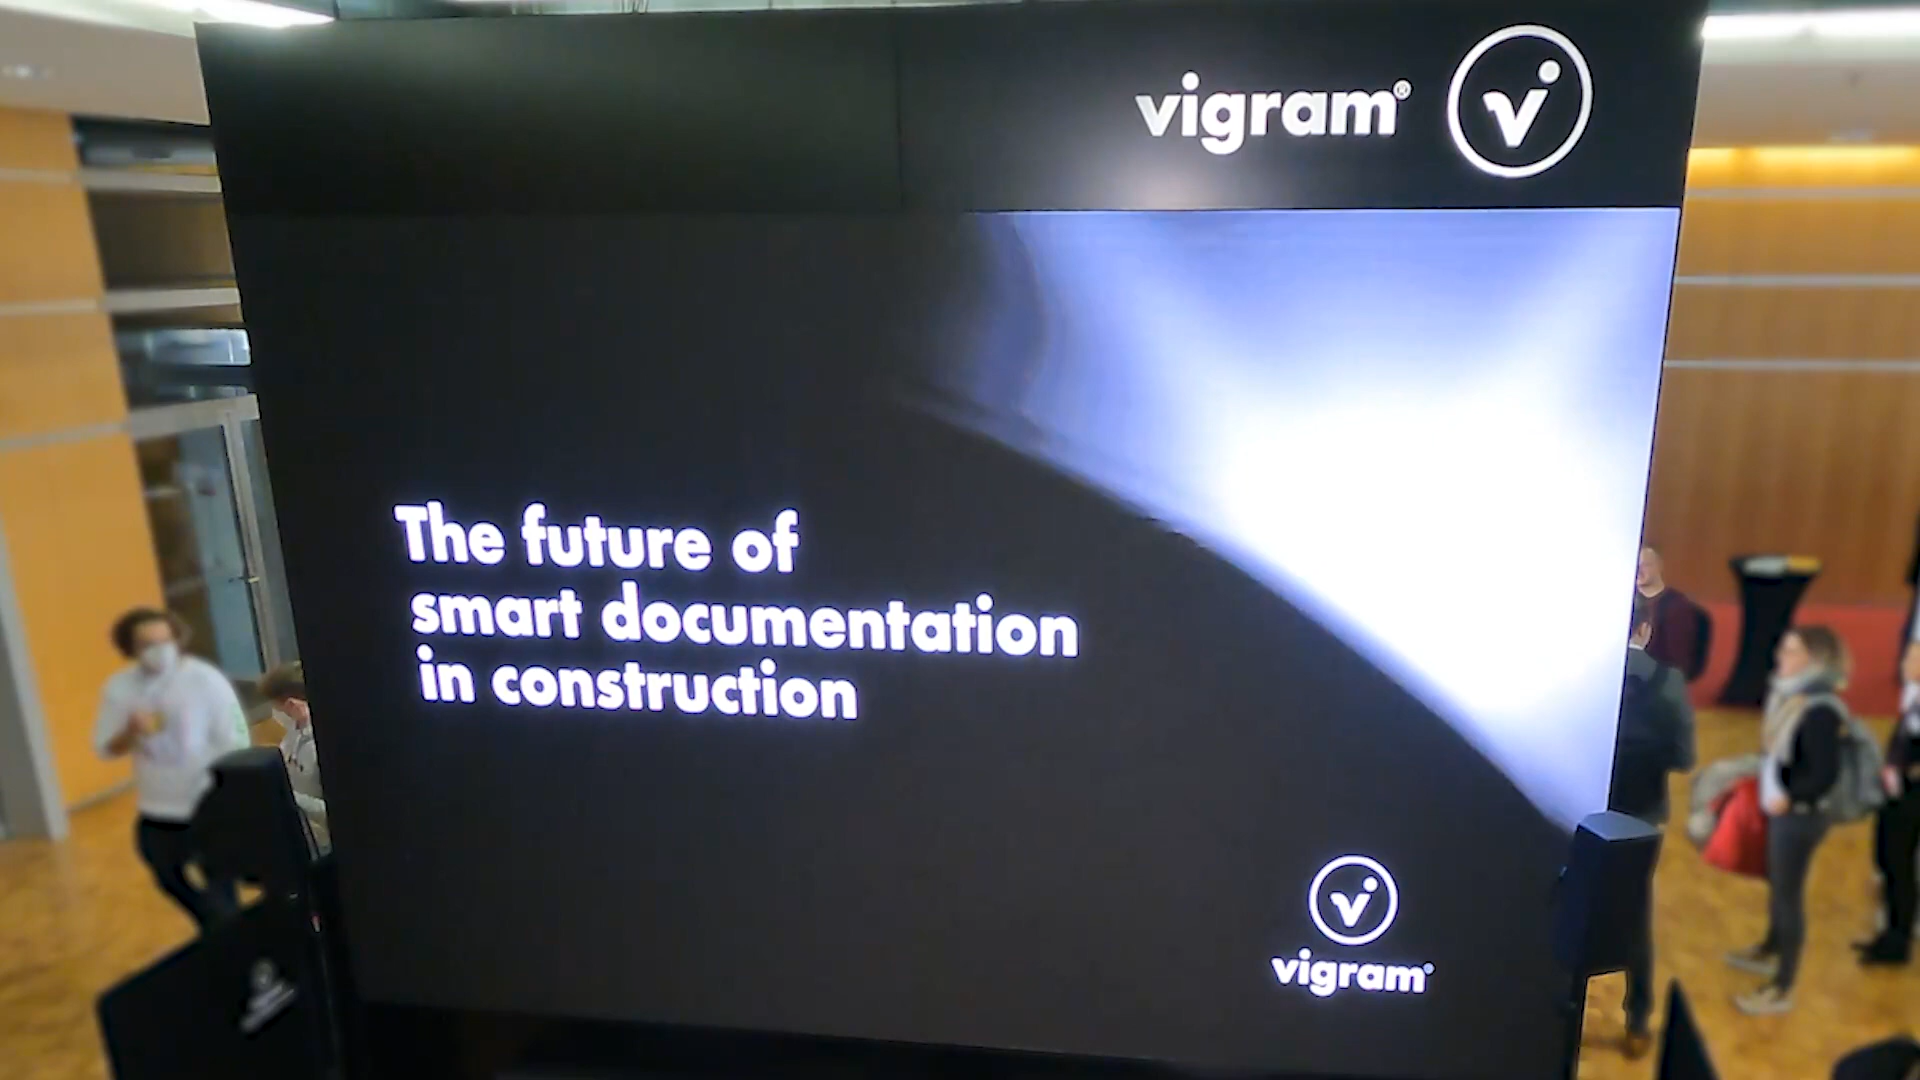 vigram®
The future of
smart documentation
in construction
vigram®